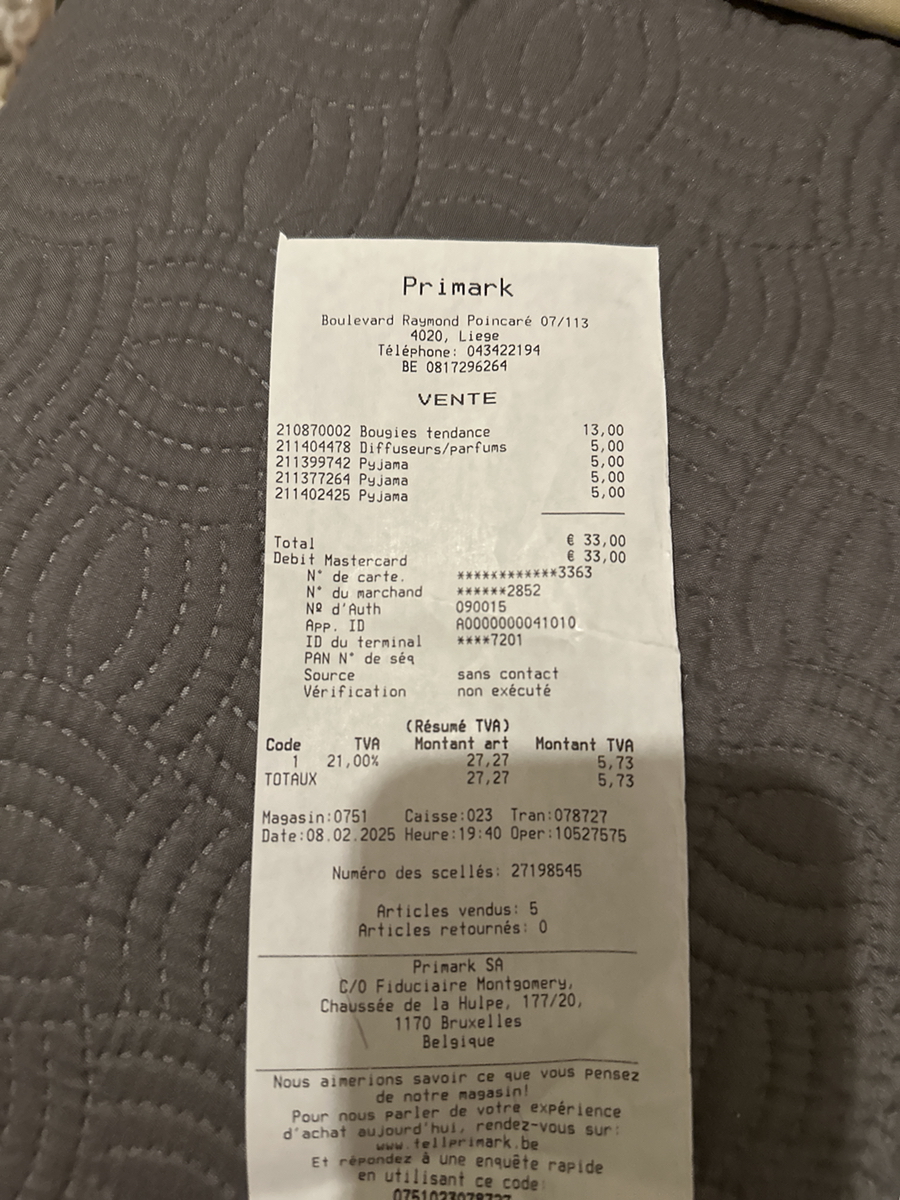 Primark
Boulevard Raymond Poincaré 07/113
4020, Liege
Téléphone: 043422194
BE 0817296264
VENTE
210870002 Bougies tendance 13,00
211404478 Diffuseurs/parfums 5,00
211399742 Pyjama 5,00
211377264 Pyjama 5,00
211402425 Pyjama 5,00
Total € 33,00
Debit Mastercard € 33,00
N° de carte. ************3363
N° du marchand ******2852
Nº d'Auth 090015
App. ID A0000000041010
ID du terminal ****7201
PAN N° de séq
Source sans contact
Vérification non exécuté
(Résumé TVA)
Code TVA Montant art Montant TVA
1 21,00% 27,27 5,73
TOTAUX 27,27 5,73
Magasin:0751 Caisse:023 Tran:078727
Date:08.02.2025 Heure:19:40 Oper:10527575
Numéro des scellés: 27198545
Articles vendus: 5
Articles retournés: 0
Primark SA
C/O Fiduciaire Montgomery,
Chaussée de la Hulpe, 177/20,
1170 Bruxelles
Belgique
Nous aimerions savoir ce que vous pensez
de notre magasin!
Pour nous parler de votre expérience
d'achat aujourd'hui, rendez-vous sur:
www.tellprimark.be
Et répondez à une enquête rapide
en utilisant ce code: